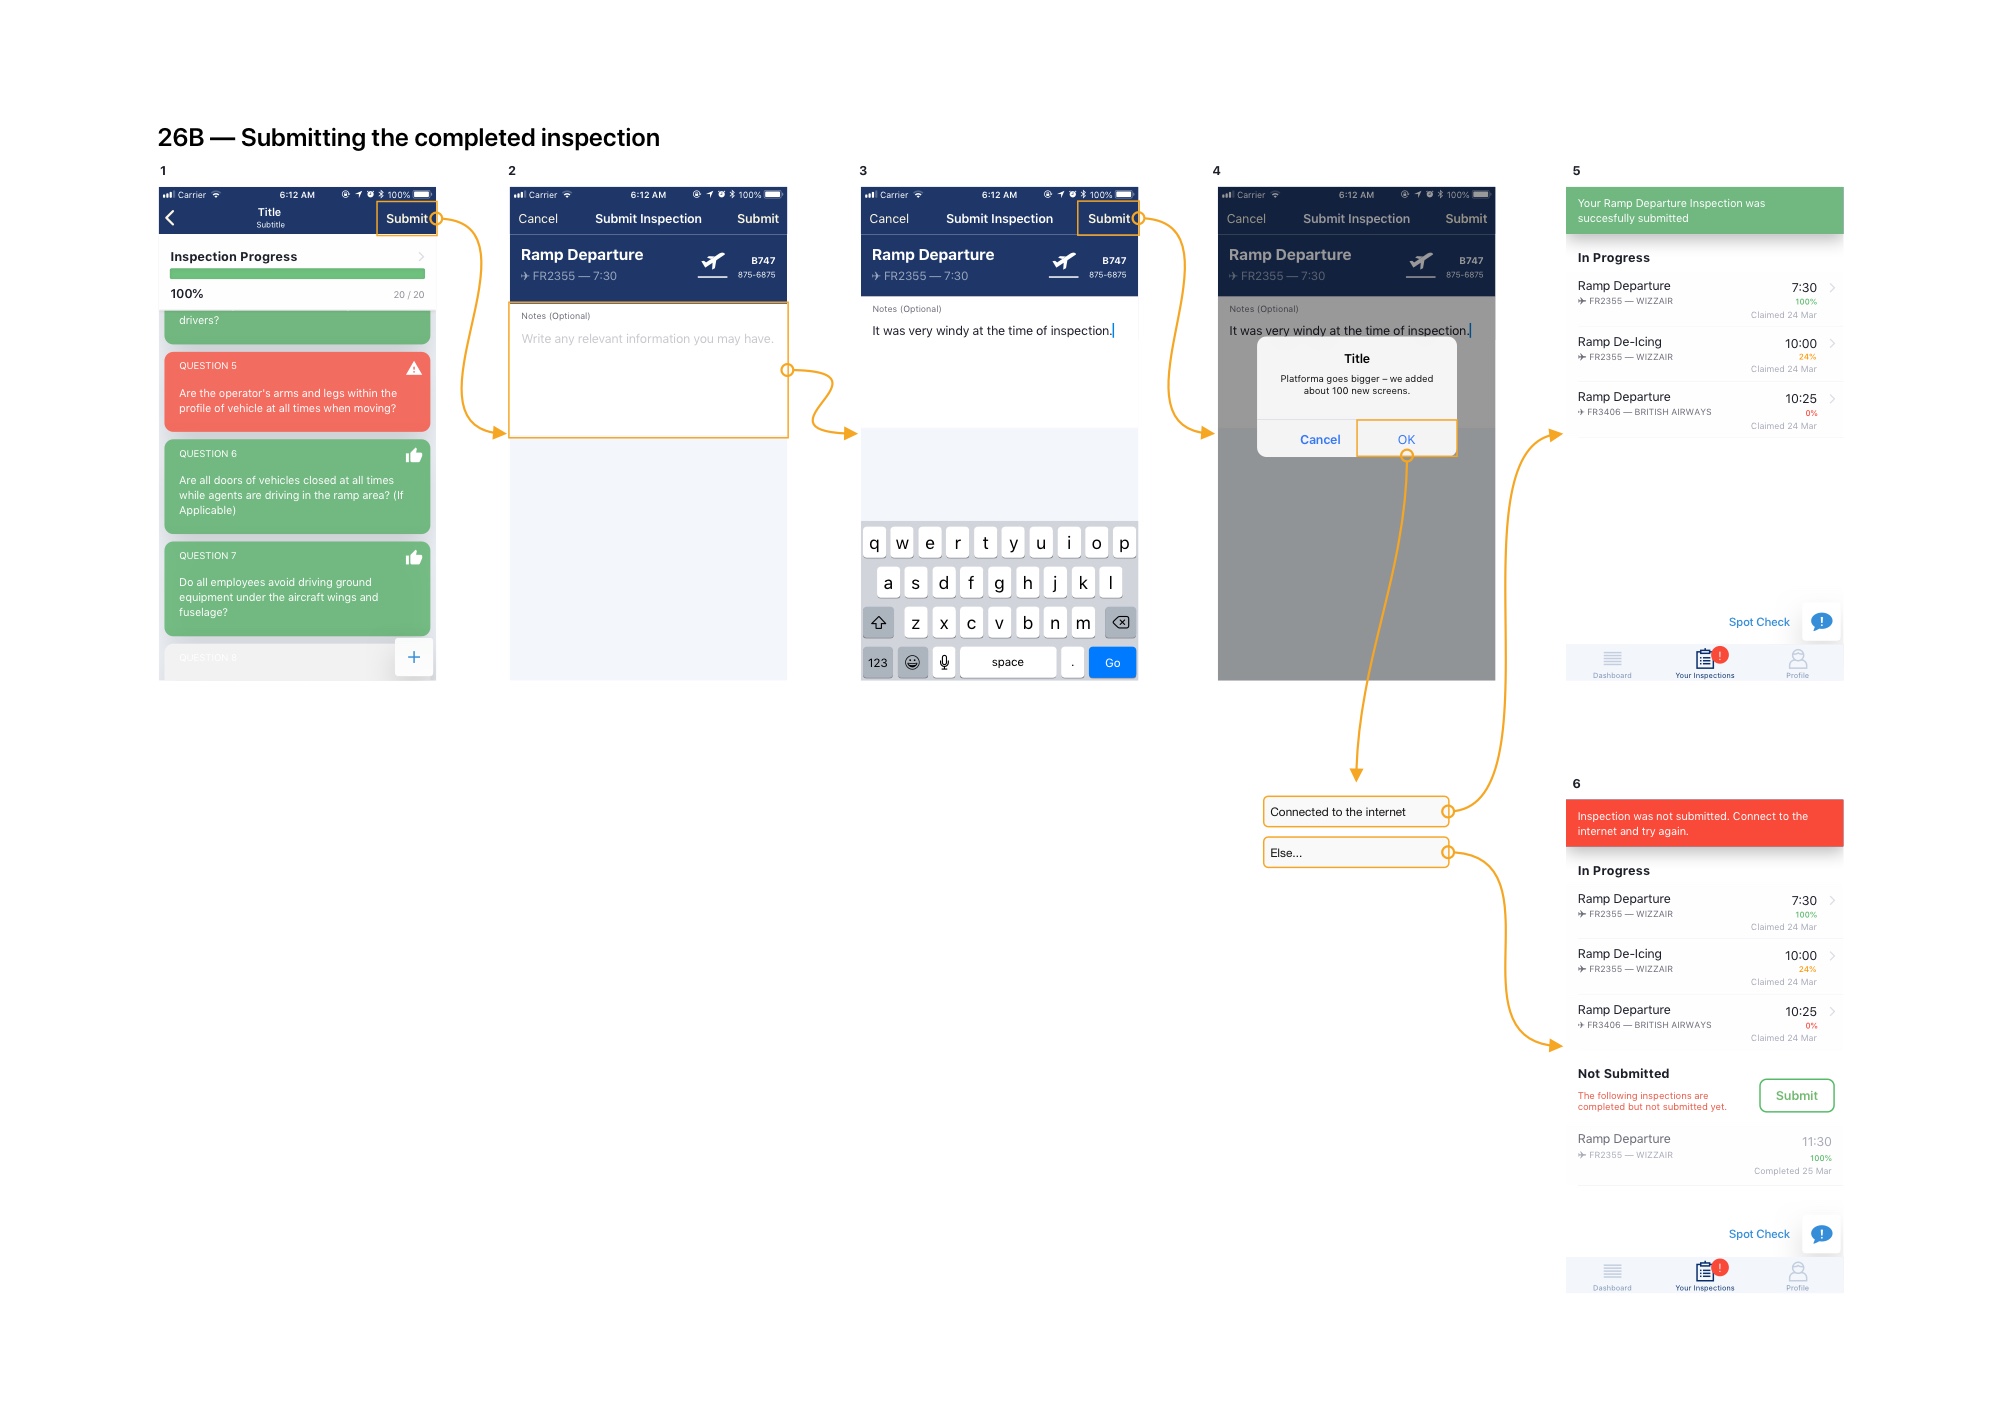 26B — Submitting the completed inspection
1
Carrier 6:12 AM 100%
Title
Subtitle
Submit
Inspection Progress
100% 20 / 20
drivers?
QUESTION 5
Are the operator's arms and legs within the
profile of vehicle at all times when moving?
QUESTION 6
Are all doors of vehicles closed at all times
while agents are driving in the ramp area? (If
Applicable)
QUESTION 7
Do all employees avoid driving ground
equipment under the aircraft wings and
fuselage?
QUESTION 8
+
2
Carrier 6:12 AM 100%
Cancel Submit Inspection Submit
Ramp Departure
FR2355 — 7:30
B747
875-6875
Notes (Optional)
Write any relevant information you may have.
3
Carrier 6:12 AM 100%
Cancel Submit Inspection Submit
Ramp Departure
FR2355 — 7:30
B747
875-6875
Notes (Optional)
It was very windy at the time of inspection.
q w e r t y u i o p
a s d f g h j k l
z x c v b n m
123 space . Go
4
Carrier 6:12 AM 100%
Cancel Submit Inspection Submit
Ramp Departure
FR2355 — 7:30
B747
875-6875
Notes (Optional)
It was very windy at the time of inspection.
Title
Platforma goes bigger – we added
about 100 new screens.
Cancel OK
Connected to the internet
Else...
5
Your Ramp Departure Inspection was
succesfully submitted
In Progress
Ramp Departure 7:30
FR2355 — WIZZAIR 100%
Claimed 24 Mar
Ramp De-Icing 10:00
FR2355 — WIZZAIR 24%
Claimed 24 Mar
Ramp Departure 10:25
FR3406 — BRITISH AIRWAYS 0%
Claimed 24 Mar
Spot Check !
!
Dashboard Your Inspections Profile
6
Inspection was not submitted. Connect to the
internet and try again.
In Progress
Ramp Departure 7:30
FR2355 — WIZZAIR 100%
Claimed 24 Mar
Ramp De-Icing 10:00
FR2355 — WIZZAIR 24%
Claimed 24 Mar
Ramp Departure 10:25
FR3406 — BRITISH AIRWAYS 0%
Claimed 24 Mar
Not Submitted
The following inspections are
completed but not submitted yet.
Submit
Ramp Departure 11:30
FR2355 — WIZZAIR 100%
Completed 25 Mar
Spot Check !
!
Dashboard Your Inspections Profile